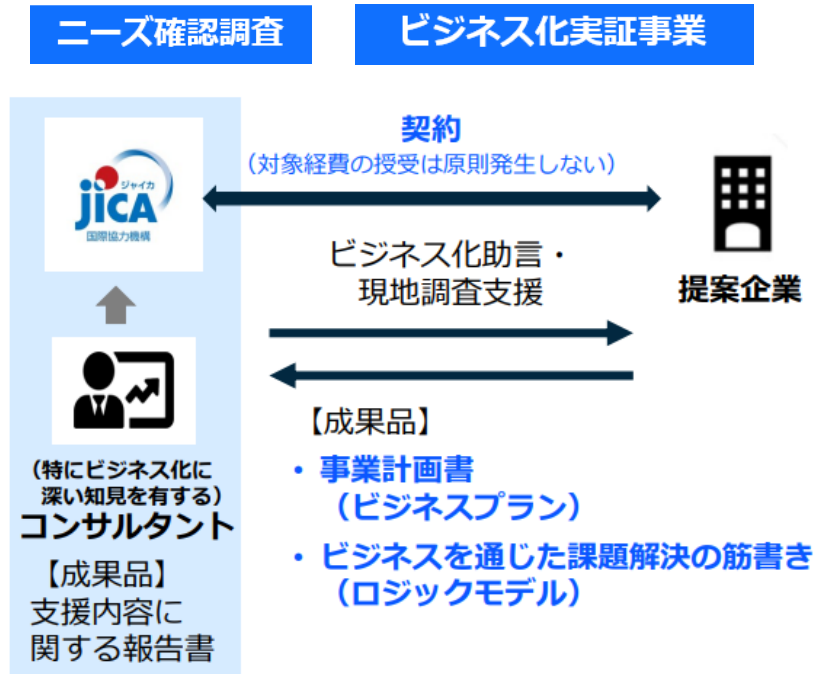 ニーズ確認調査
ビジネス化実証事業
契約
（対象経費の授受は原則発生しない）
ジャイカ
jICA
国際協力機構
ビジネス化助言・
現地調査支援
提案企業
（特にビジネス化に
深い知見を有する）
コンサルタント
【成果品】
支援内容に
関する報告書
【成果品】
・事業計画書
（ビジネスプラン）
・ビジネスを通じた課題解決の筋書き
（ロジックモデル）